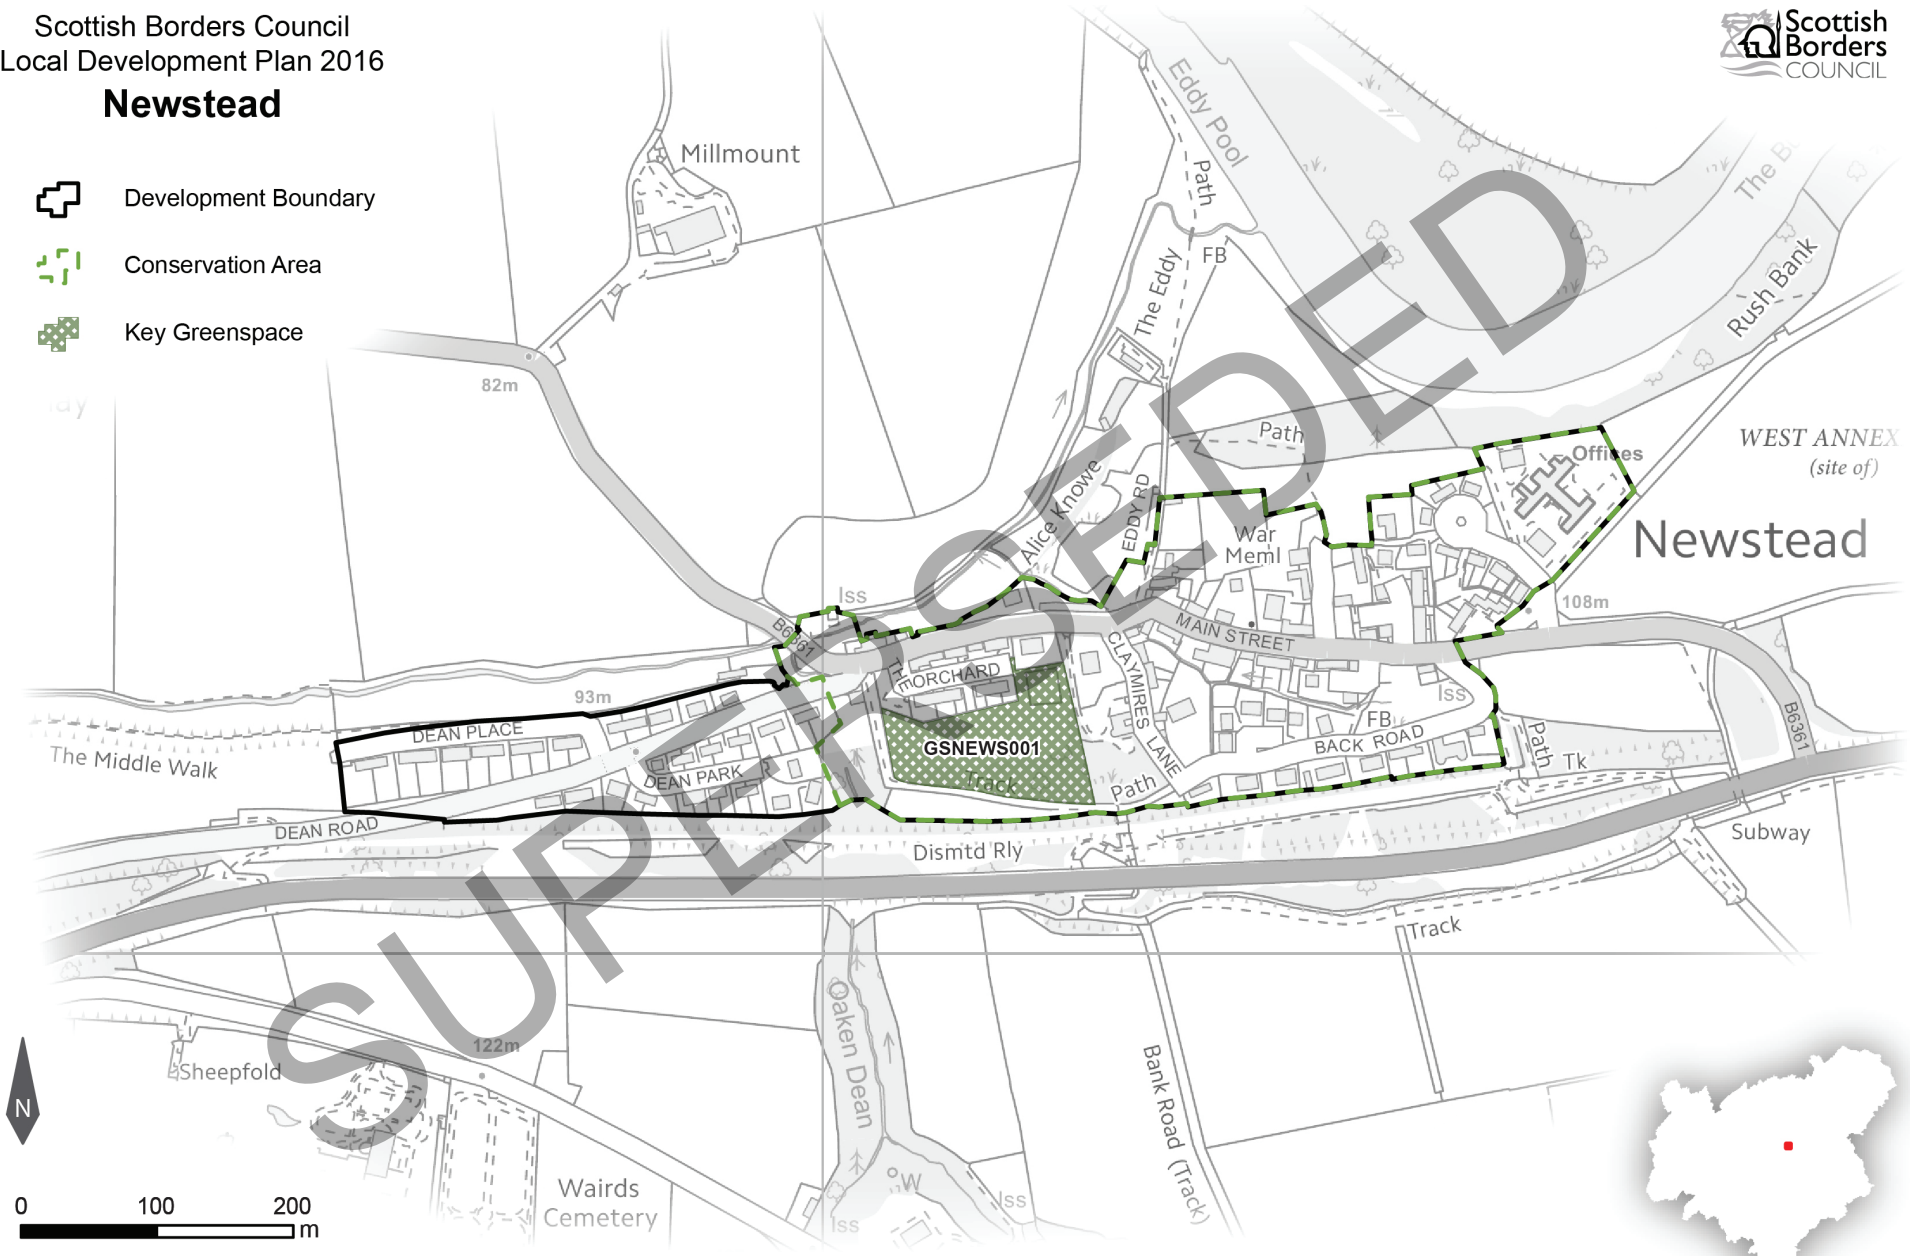 Scottish Borders Council
Local Development Plan 2016
Newstead
Development Boundary
Conservation Area
Key Greenspace
Scottish
Borders
COUNCIL
Millmount
Eddy Pool
Path
FB
The Eddy
Rush Bank
82m
WEST ANNEX
(site of)
Path
Offices
Alice Knowe
EDDY RD
War
Meml
Newstead
Iss
108m
B6361
MAIN STREET
THE ORCHARD
CLAYMIRES LANE
93m
Iss
DEAN PLACE
FB
BACK ROAD
B6361
GSNEWS001
The Middle Walk
DEAN PARK
Track
Path
Path
Tk
DEAN ROAD
Dismtd Rly
Subway
Track
SUPERSEDED
Oaken Dean
122m
Sheepfold
Bank Road (Track)
N
W
Wairds
Cemetery
Iss
Iss
0 100 200
m